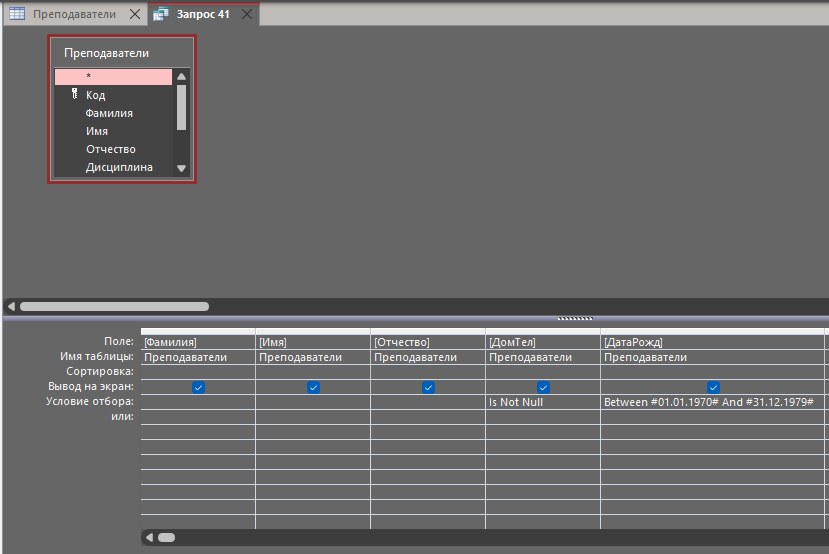 Преподаватели Запрос 41
Преподаватели
*
Код
Фамилия
Имя
Отчество
Дисциплина
Поле: [Фамилия] [Имя] [Отчество] [ДомТел] [ДатаРожд]
Имя таблицы: Преподаватели Преподаватели Преподаватели Преподаватели Преподаватели
Сортировка:
Вывод на экран:
Условие отбора: Is Not Null Between #01.01.1970# And #31.12.1979#
или: